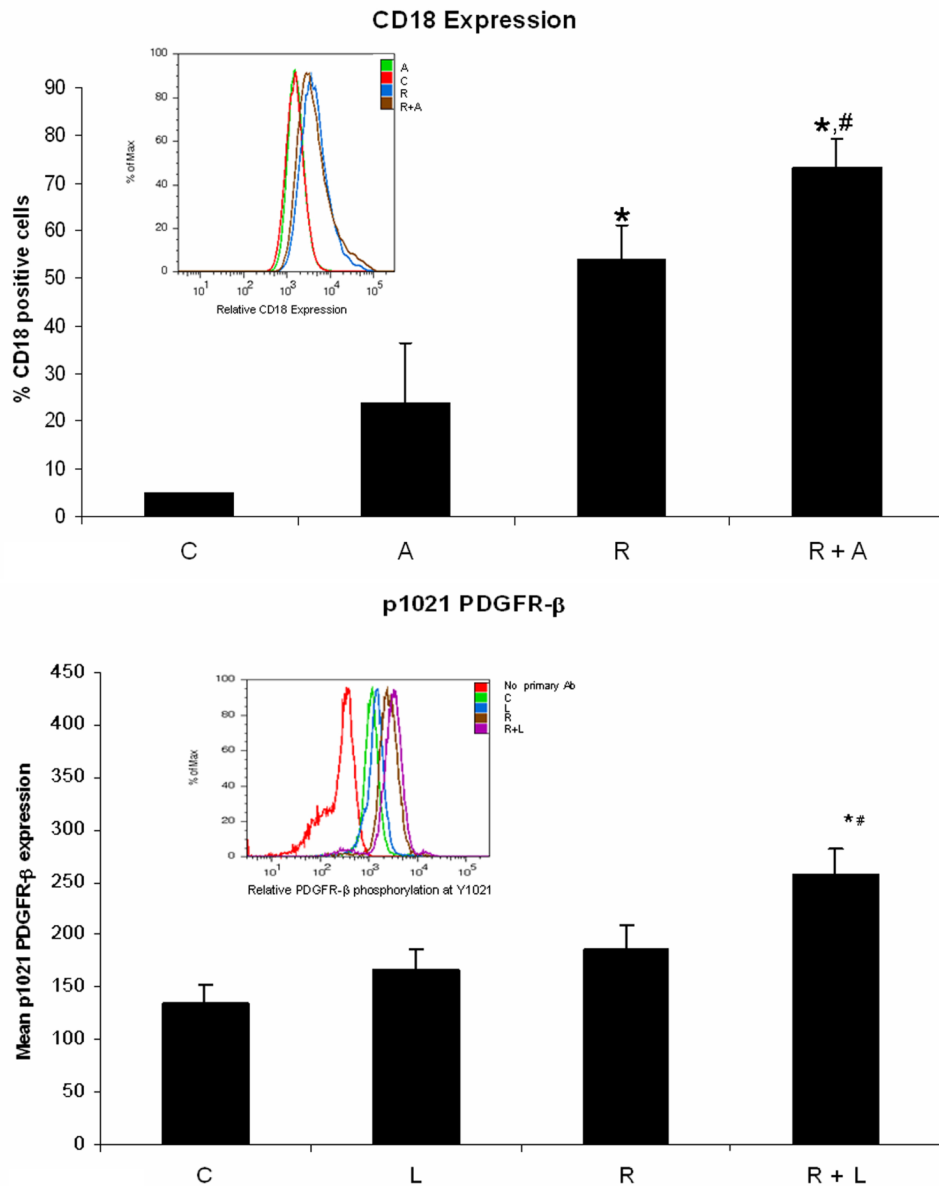 CD18 Expression
% CD18 positive cells
90
80
70
60
50
40
30
20
10
0
C
A
R
R + A
*
*,#
% of Max
100
80
60
40
20
0
10^1
10^2
10^3
10^4
10^5
Relative CD18 Expression
A
C
R
R+A
p1021 PDGFR-β
Mean p1021 PDGFR-β expression
450
400
350
300
250
200
150
100
50
0
C
L
R
R + L
*#
% of Max
100
80
60
40
20
0
10^1
10^2
10^3
10^4
10^5
Relative PDGFR-β phosphorylation at Y1021
No primary Ab
C
L
R
R+L